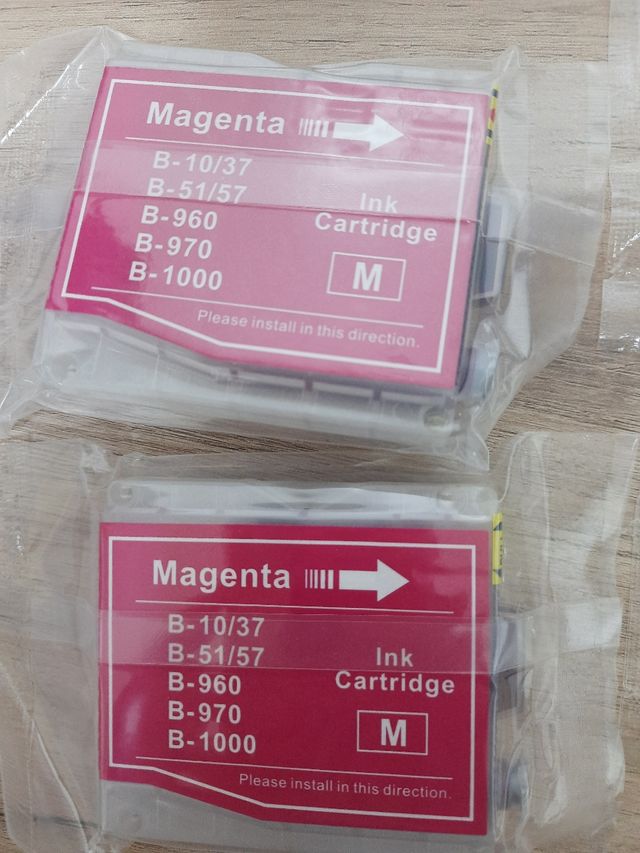 Magenta
B-10/37
B-51/57
B-960
B-970
B-1000
Ink
Cartridge
M
Please install in this direction.
Magenta
B-10/37
B-51/57
B-960
B-970
B-1000
Ink
Cartridge
M
Please install in this direction.